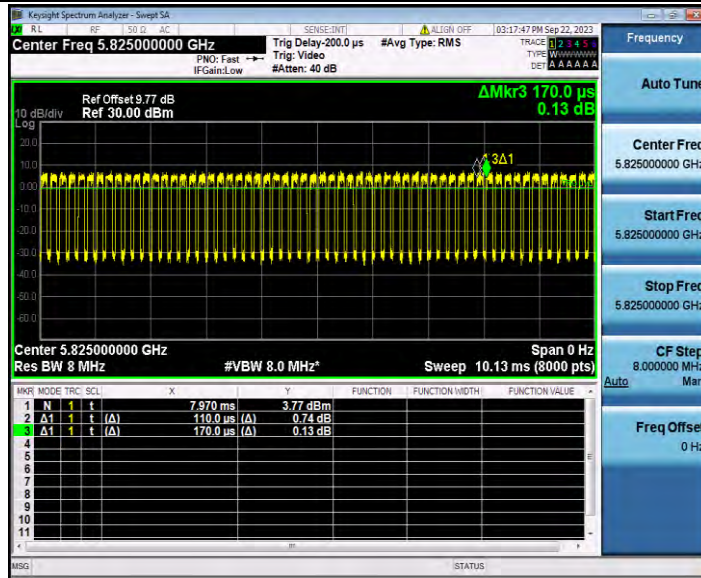 Keysight Spectrum Analyzer - Swept SA
RL RF 50 Ω AC SENSE:INT ALIGN OFF 03:17:47 PM Sep 22, 2023
Center Freq 5.825000000 GHz
PNO: Fast
IFGain:Low
Trig Delay-200.0 µs
Trig: Video
#Atten: 40 dB
#Avg Type: RMS
TRACE 1 2 3 4 5 6
TYPE W
DET A A A A A A
ΔMkr3 170.0 µs
0.13 dB
Ref Offset 9.77 dB
10 dB/div Ref 30.00 dBm
Log
20.0
10.0
0.00
-10.0
-20.0
-30.0
-40.0
-50.0
-60.0
3Δ1
Center 5.825000000 GHz Span 0 Hz
Res BW 8 MHz #VBW 8.0 MHz* Sweep 10.13 ms (8000 pts)
MKR MODE TRC SCL X Y FUNCTION FUNCTION WIDTH FUNCTION VALUE
1 N 1 t 7.970 ms 3.77 dBm
2 Δ1 1 t (Δ) 110.0 µs (Δ) 0.74 dB
3 Δ1 1 t (Δ) 170.0 µs (Δ) 0.13 dB
4
5
6
7
8
9
10
11
MSG STATUS
Frequency
Auto Tune
Center Freq
5.825000000 GHz
Start Freq
5.825000000 GHz
Stop Freq
5.825000000 GHz
CF Step
8.000000 MHz
Auto Man
Freq Offset
0 Hz